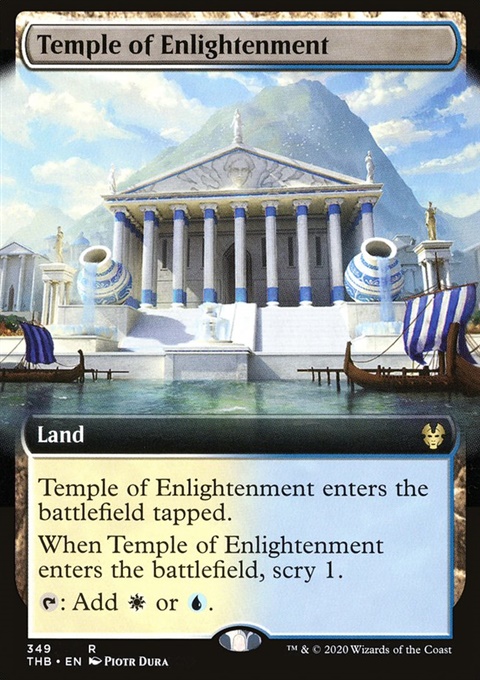 Temple of Enlightenment
Land
Temple of Enlightenment enters the
battlefield tapped.
When Temple of Enlightenment
enters the battlefield, scry 1.
: Add or .
349 R
THB • EN Piotr Dura
™ & © 2020 Wizards of the Coast